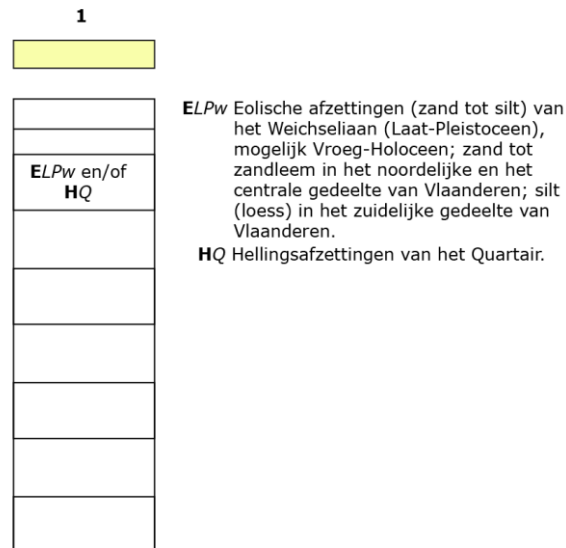 1
ELPw en/of
HQ
ELPw Eolische afzettingen (zand tot silt) van
het Weichseliaan (Laat-Pleistoceen),
mogelijk Vroeg-Holoceen; zand tot
zandleem in het noordelijke en het
centrale gedeelte van Vlaanderen; silt
(loess) in het zuidelijke gedeelte van
Vlaanderen.
HQ Hellingsafzettingen van het Quartair.